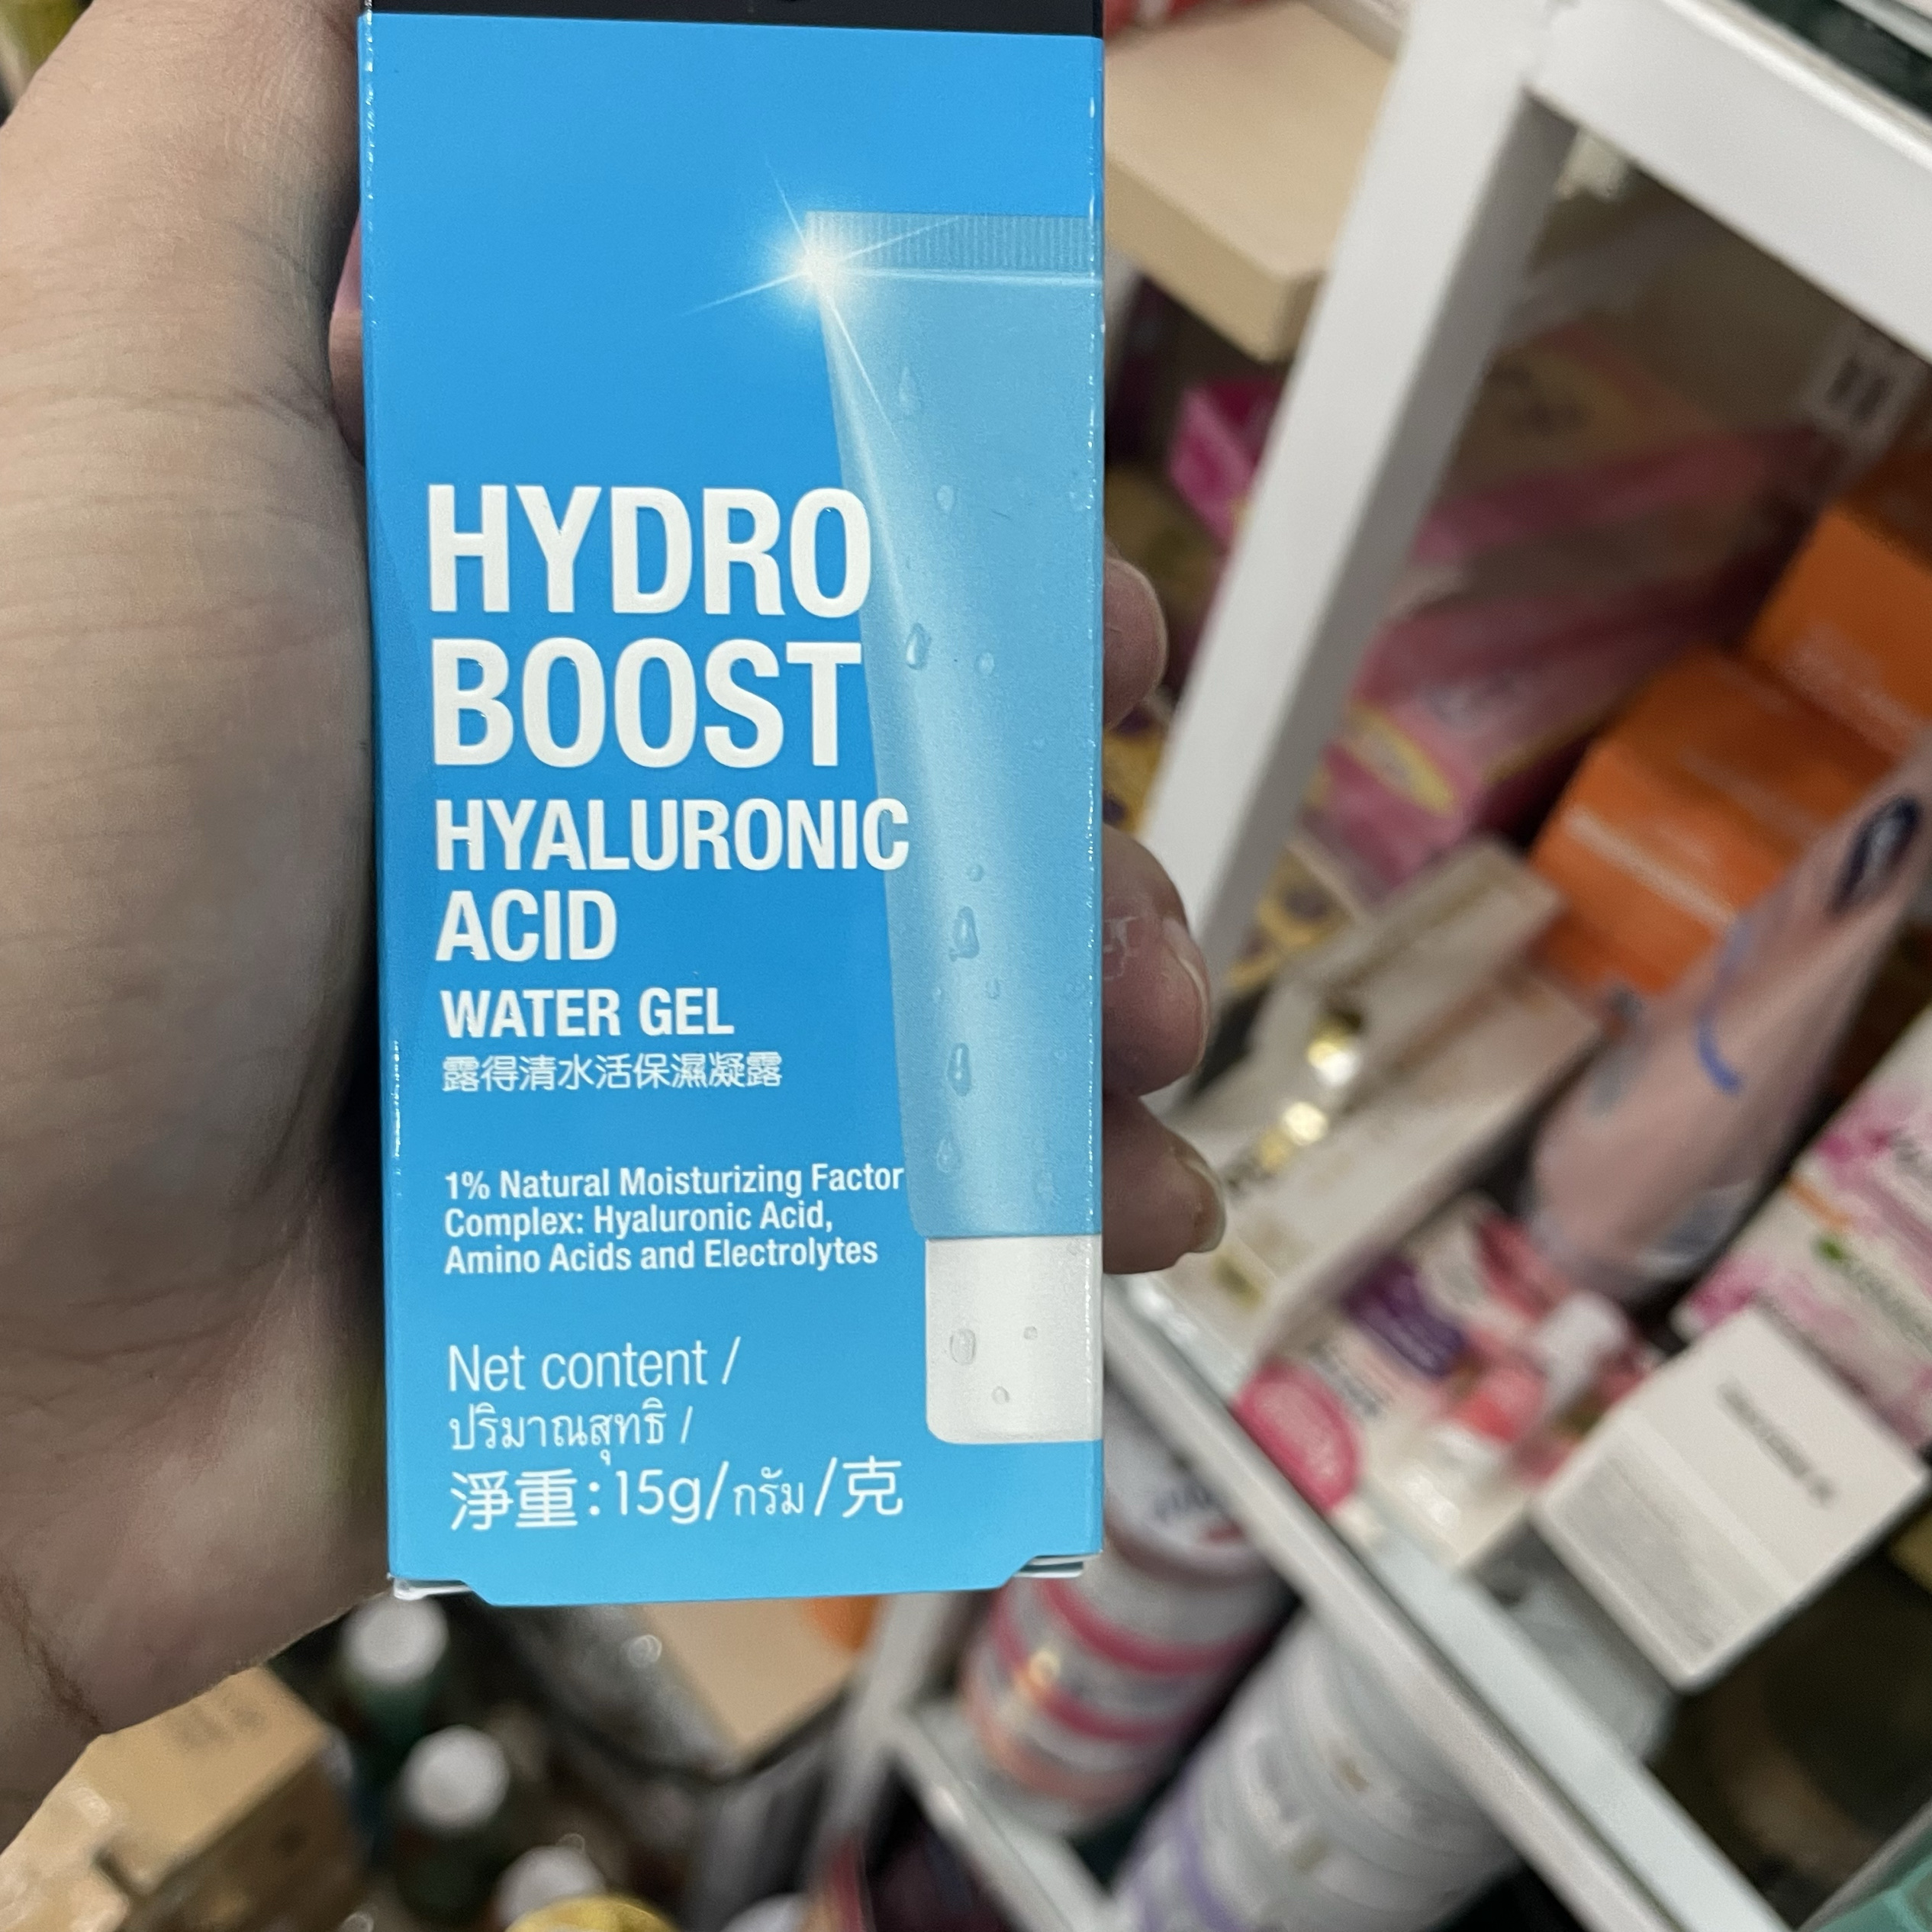 HYDRO
BOOST
HYALURONIC
ACID
WATER GEL
露得清水活保濕凝露
1% Natural Moisturizing Factor
Complex: Hyaluronic Acid,
Amino Acids and Electrolytes
Net content /
ปริมาณสุทธิ /
淨重:15g/กรัม/克